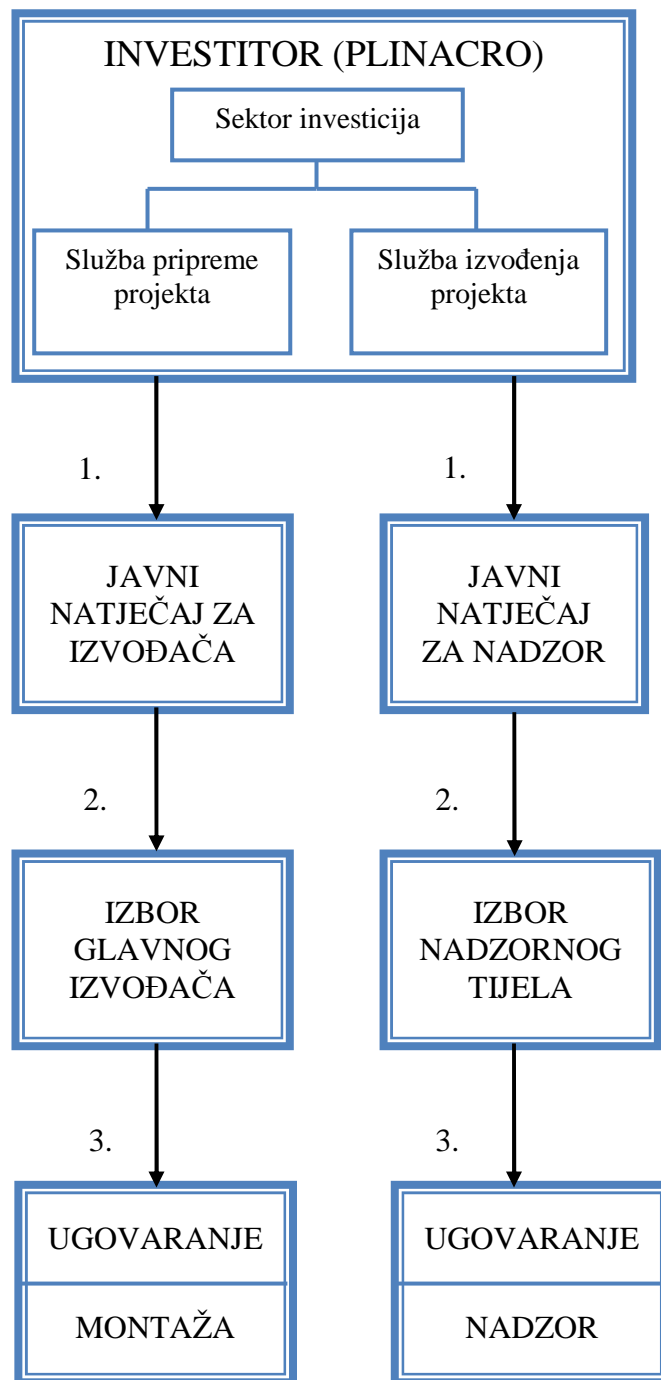 INVESTITOR (PLINACRO)
Sektor investicija
Služba pripreme
projekta
Služba izvođenja
projekta
1.
1.
JAVNI
NATJEČAJ ZA
IZVOĐAČA
JAVNI
NATJEČAJ
ZA NADZOR
2.
2.
IZBOR
GLAVNOG
IZVOĐAČA
IZBOR
NADZORNOG
TIJELA
3.
3.
UGOVARANJE
MONTAŽA
UGOVARANJE
NADZOR